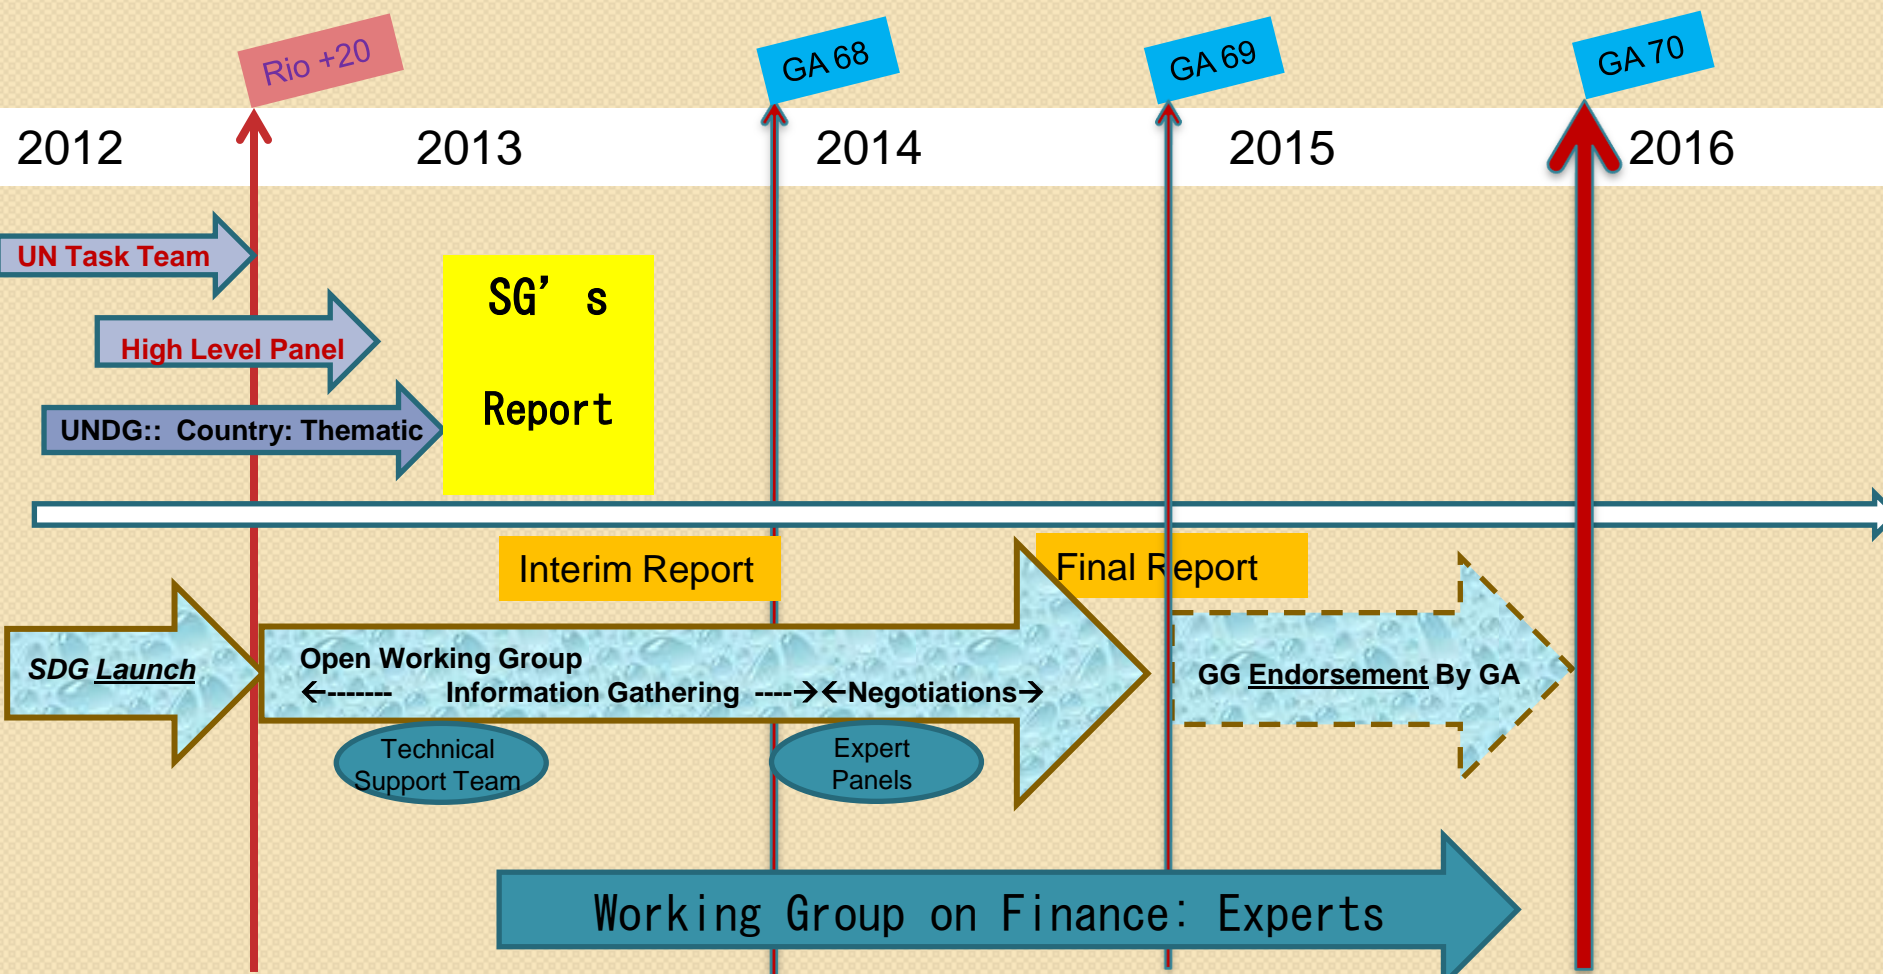 Rio +20
GA 68
GA 69
GA 70
2012
2013
2014
2015
2016
UN Task Team
High Level Panel
UNDG:: Country: Thematic
SG’ s
Report
Interim Report
Final Report
SDG Launch
Open Working Group
←------- Information Gathering ----→←Negotiations→
GG Endorsement By GA
Technical
Support Team
Expert
Panels
Working Group on Finance: Experts